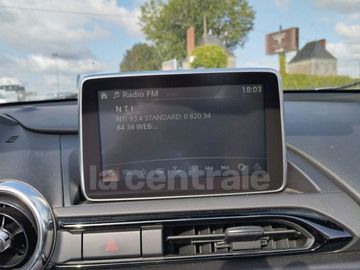 Radio FM
18:03
N T I
NTI 93.4 STANDARD: 0 820 34
84 34 WEB:...
la centrale